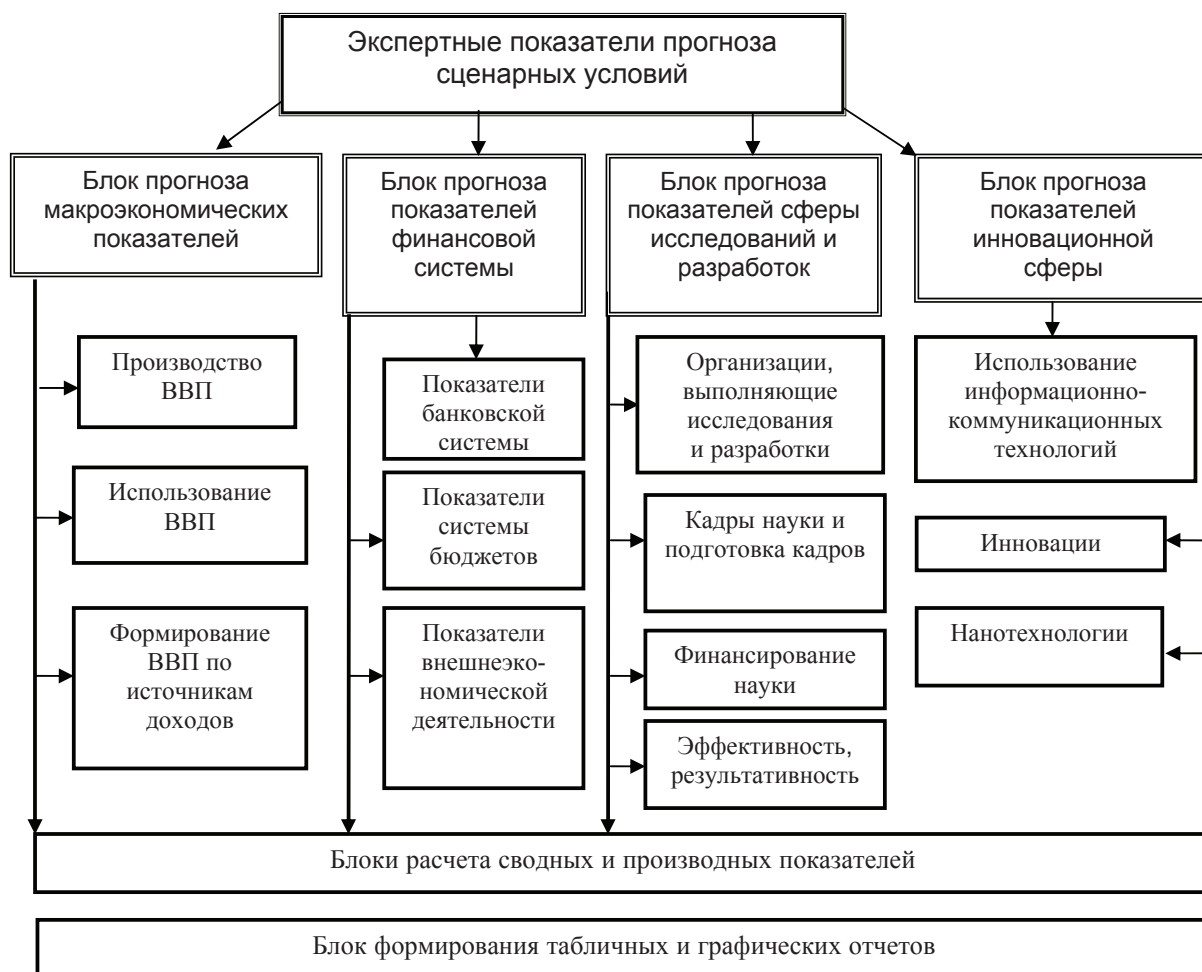 Экспертные показатели прогноза
сценарных условий
Блок прогноза
макроэкономических
показателей
Блок прогноза
показателей
финансовой
системы
Блок прогноза
показателей сферы
исследований и
разработок
Блок прогноза
показателей
инновационной
сферы
Производство
ВВП
Использование
ВВП
Формирование
ВВП по
источникам
доходов
Показатели
банковской
системы
Показатели
системы
бюджетов
Показатели
внешнеэко-
номической
деятельности
Организации,
выполняющие
исследования
и разработки
Кадры науки и
подготовка кадров
Финансирование
науки
Эффективность,
результативность
Использование
информационно-
коммуникационных
технологий
Инновации
Нанотехнологии
Блоки расчета сводных и производных показателей
Блок формирования табличных и графических отчетов